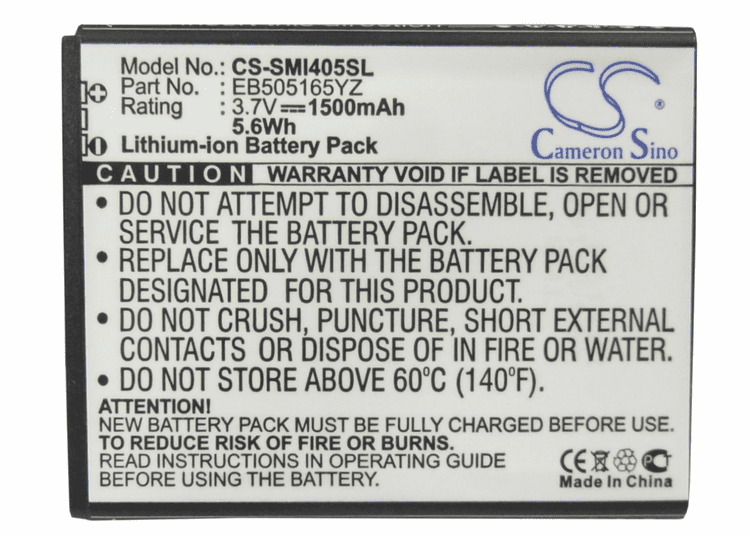 Model No.: CS-SMI405SL
Part No.: EB505165YZ
Rating : 3.7V 1500mAh
5.6Wh
Lithium-ion Battery Pack
CS
Cameron Sino
CAUTION WARRANTY VOID IF LABEL IS REMOVED.
• DO NOT ATTEMPT TO DISASSEMBLE, OPEN OR
SERVICE THE BATTERY PACK.
• REPLACE ONLY WITH THE BATTERY PACK
DESIGNATED FOR THIS PRODUCT.
• DO NOT CRUSH, PUNCTURE, SHORT EXTERNAL
CONTACTS OR DISPOSE OF IN FIRE OR WATER.
• DO NOT STORE ABOVE 60°C (140°F).
ATTENTION!
NEW BATTERY PACK MUST BE FULLY CHARGED BEFORE USING
TO REDUCE RISK OF FIRE OR BURNS.
READ INSTRUCTIONS IN OPERATING MANUAL
BEFORE USING THE BATTERY.
CE
Made In China